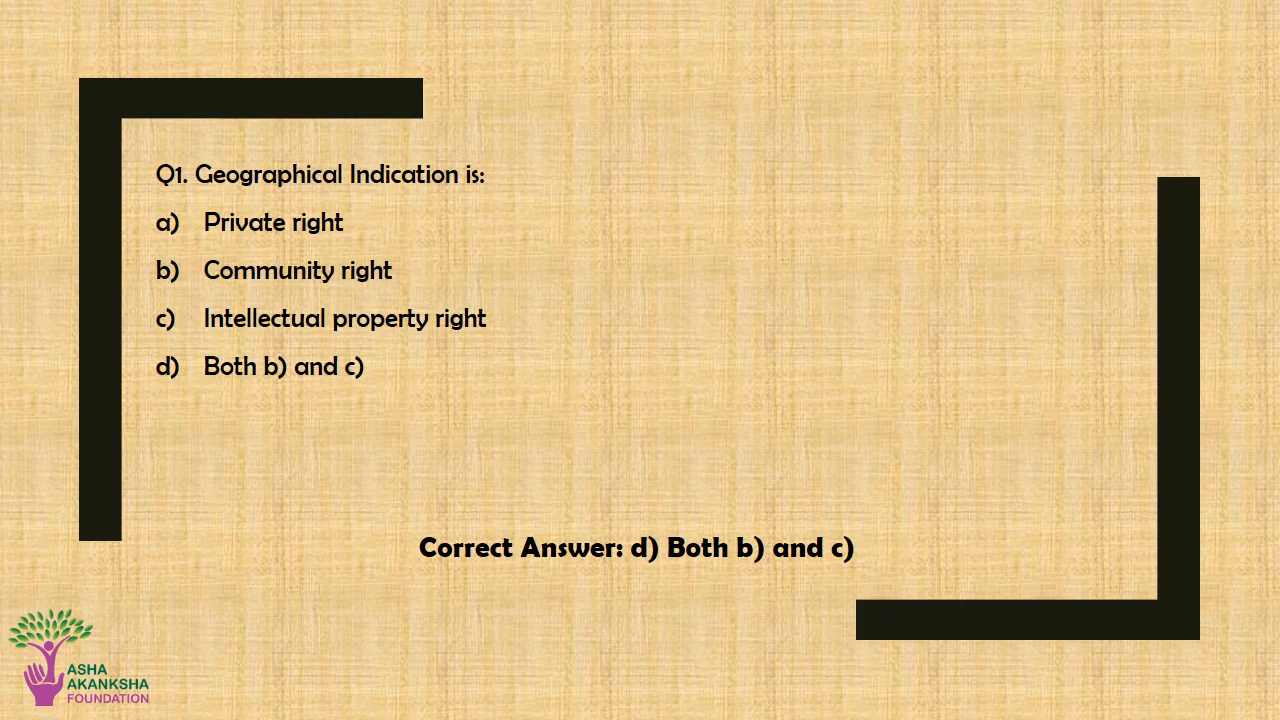 Q1. Geographical Indication is:
a) Private right
b) Community right
c) Intellectual property right
d) Both b) and c)
Correct Answer: d) Both b) and c)
ASHA
AKANKSHA
FOUNDATION